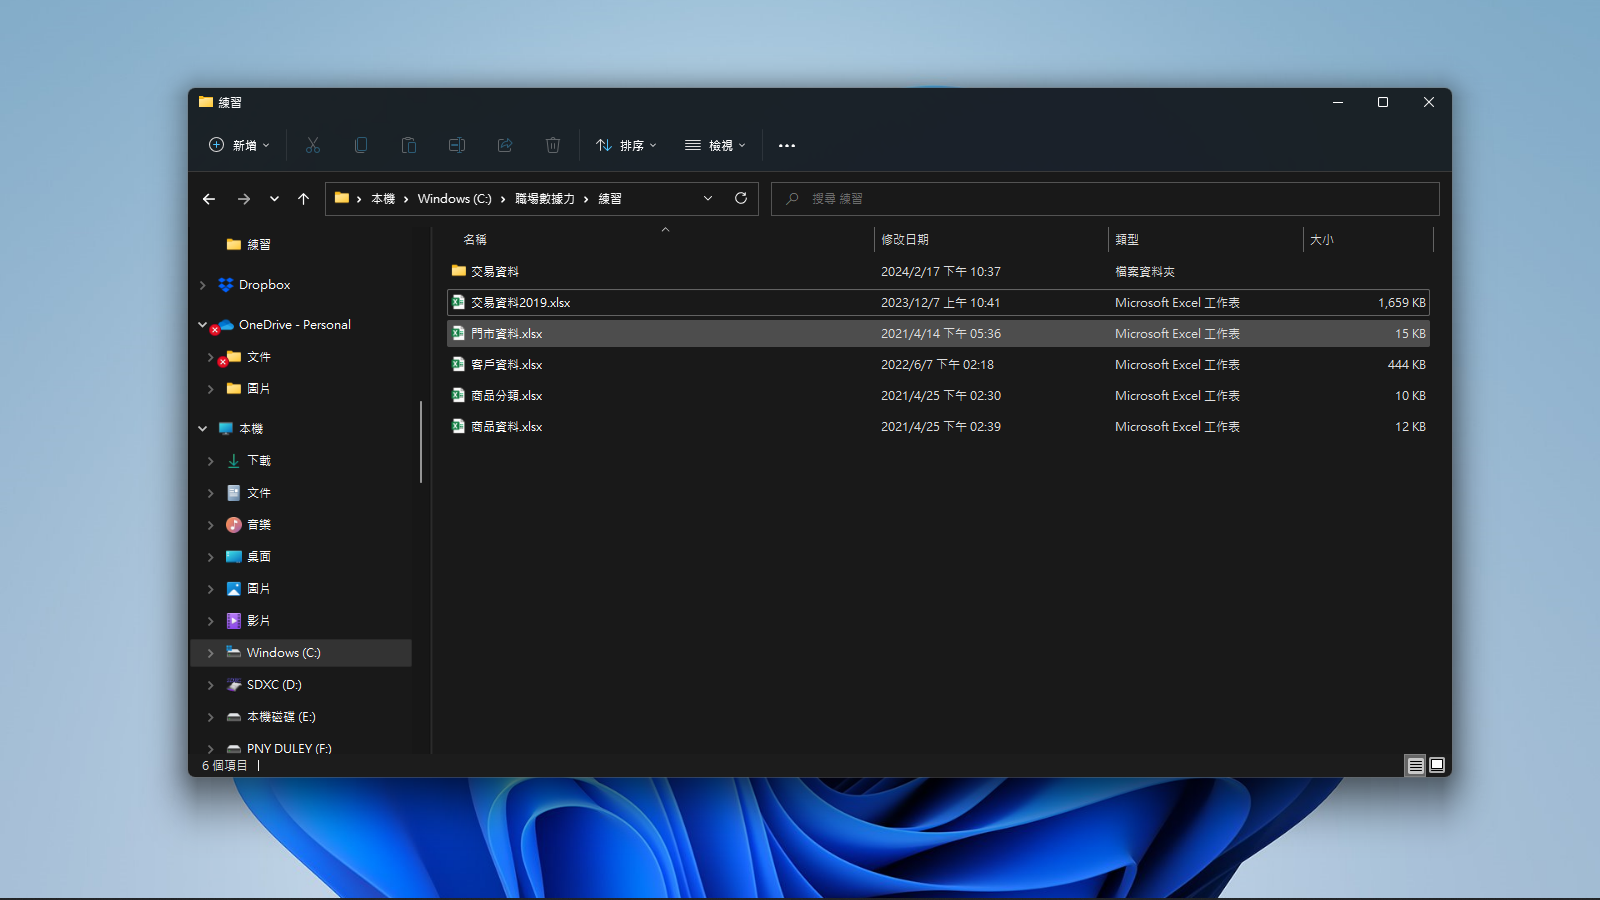 練習
新增
排序
檢視
本機 > Windows (C:) > 職場數據力 > 練習
搜尋 練習
練習
Dropbox
OneDrive - Personal
文件
圖片
本機
下載
文件
音樂
桌面
圖片
影片
Windows (C:)
SDXC (D:)
本機磁碟 (E:)
PNY DULEY (F:)
名稱 修改日期 類型 大小
交易資料 2024/2/17 下午 10:37 檔案資料夾
交易資料2019.xlsx 2023/12/7 上午 10:41 Microsoft Excel 工作表 1,659 KB
門市資料.xlsx 2021/4/14 下午 05:36 Microsoft Excel 工作表 15 KB
客戶資料.xlsx 2022/6/7 下午 02:18 Microsoft Excel 工作表 444 KB
商品分類.xlsx 2021/4/25 下午 02:30 Microsoft Excel 工作表 10 KB
商品資料.xlsx 2021/4/25 下午 02:39 Microsoft Excel 工作表 12 KB
6 個項目